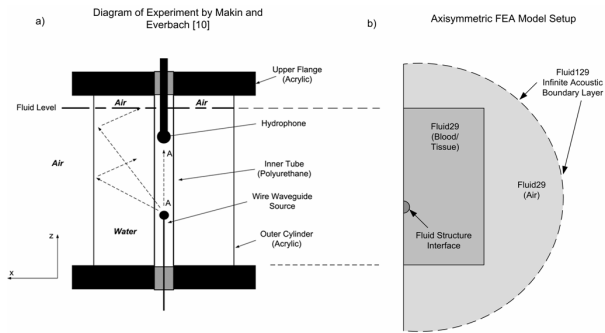 Diagram of Experiment by Makin and
Everbach [10]
a)
Air
Air
Fluid Level
Air
Water
A
A
z
x
Upper Flange
(Acrylic)
Hydrophone
Inner Tube
(Polyurethane)
Wire Waveguide
Source
Outer Cylinder
(Acrylic)
Axisymmetric FEA Model Setup
b)
Fluid129
Infinite Acoustic
Boundary Layer
Fluid29
(Blood/
Tissue)
Fluid29
(Air)
Fluid Structure
Interface